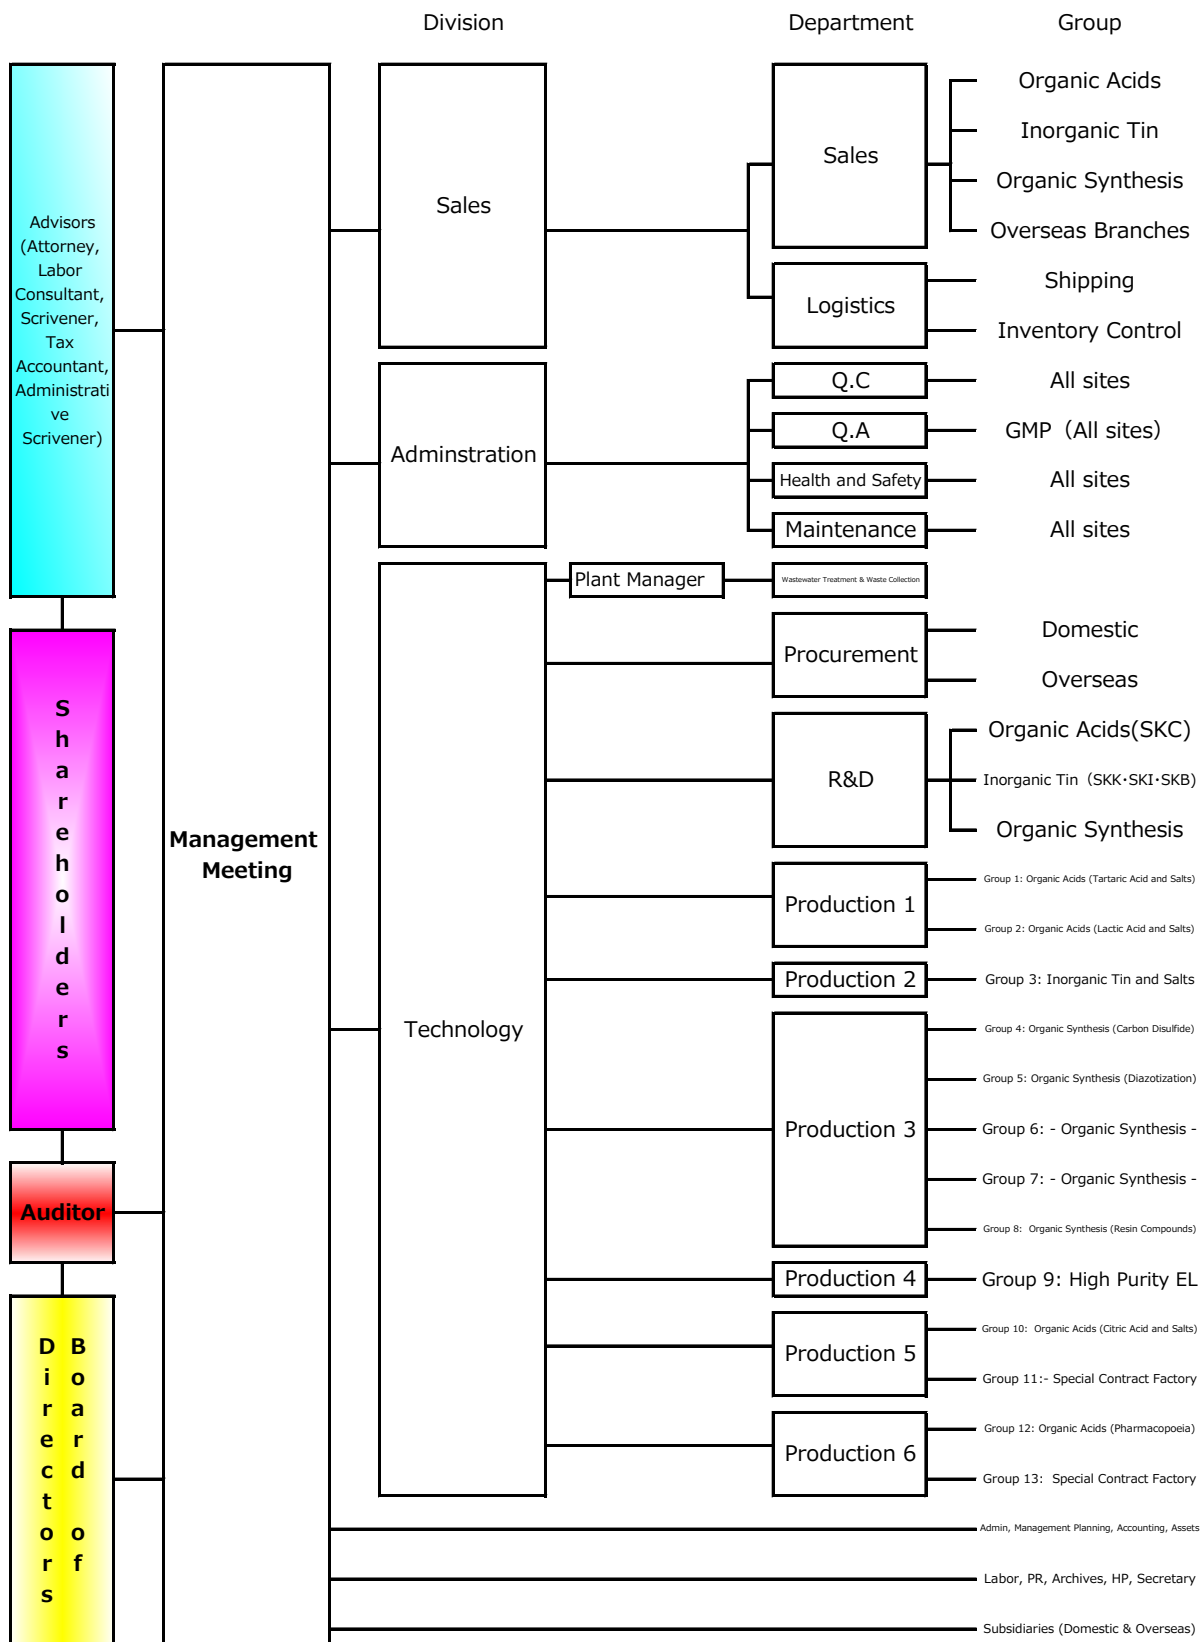 Division
Department
Group
Advisors
(Attorney,
Labor
Consultant,
Scrivener,
Tax
Accountant,
Administrati
ve
Scrivener)
Shareholders
Auditor
Board of
Directors
Management
Meeting
Sales
Sales
Organic Acids
Inorganic Tin
Organic Synthesis
Overseas Branches
Logistics
Shipping
Inventory Control
Adminstration
Q.C
All sites
Q.A
GMP（All sites）
Health and Safety
All sites
Maintenance
All sites
Technology
Plant Manager
Wastewater Treatment & Waste Collection
Procurement
Domestic
Overseas
R&D
Organic Acids(SKC)
Inorganic Tin（SKK・SKI・SKB)
Organic Synthesis
Production 1
Group 1: Organic Acids (Tartaric Acid and Salts)
Group 2: Organic Acids (Lactic Acid and Salts)
Production 2
Group 3: Inorganic Tin and Salts
Production 3
Group 4: Organic Synthesis (Carbon Disulfide)
Group 5: Organic Synthesis (Diazotization)
Group 6: - Organic Synthesis -
Group 7: - Organic Synthesis -
Group 8:  Organic Synthesis (Resin Compounds)
Production 4
Group 9: High Purity EL
Production 5
Group 10:  Organic Acids (Citric Acid and Salts)
Group 11:- Special Contract Factory
Production 6
Group 12: Organic Acids (Pharmacopoeia)
Group 13:  Special Contract Factory
Admin, Management Planning, Accounting, Assets
Labor, PR, Archives, HP, Secretary
Subsidiaries (Domestic & Overseas)